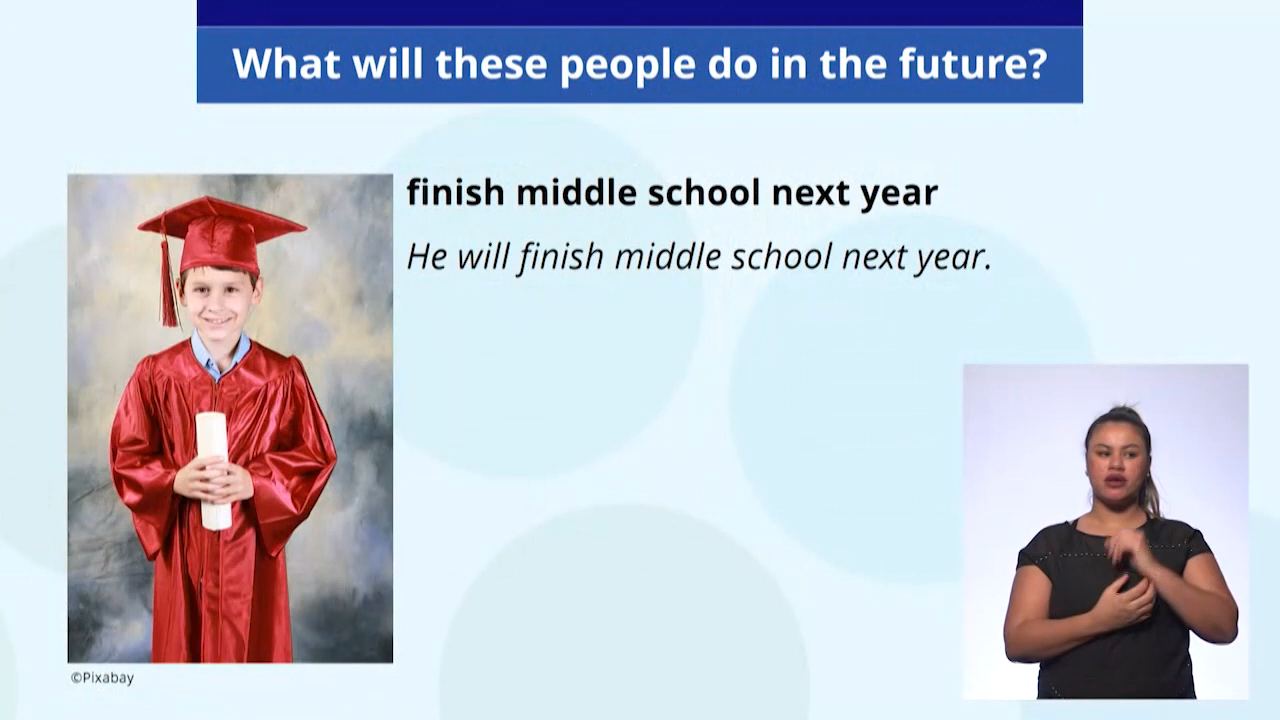 What will these people do in the future?
finish middle school next year
He will finish middle school next year.
©Pixabay